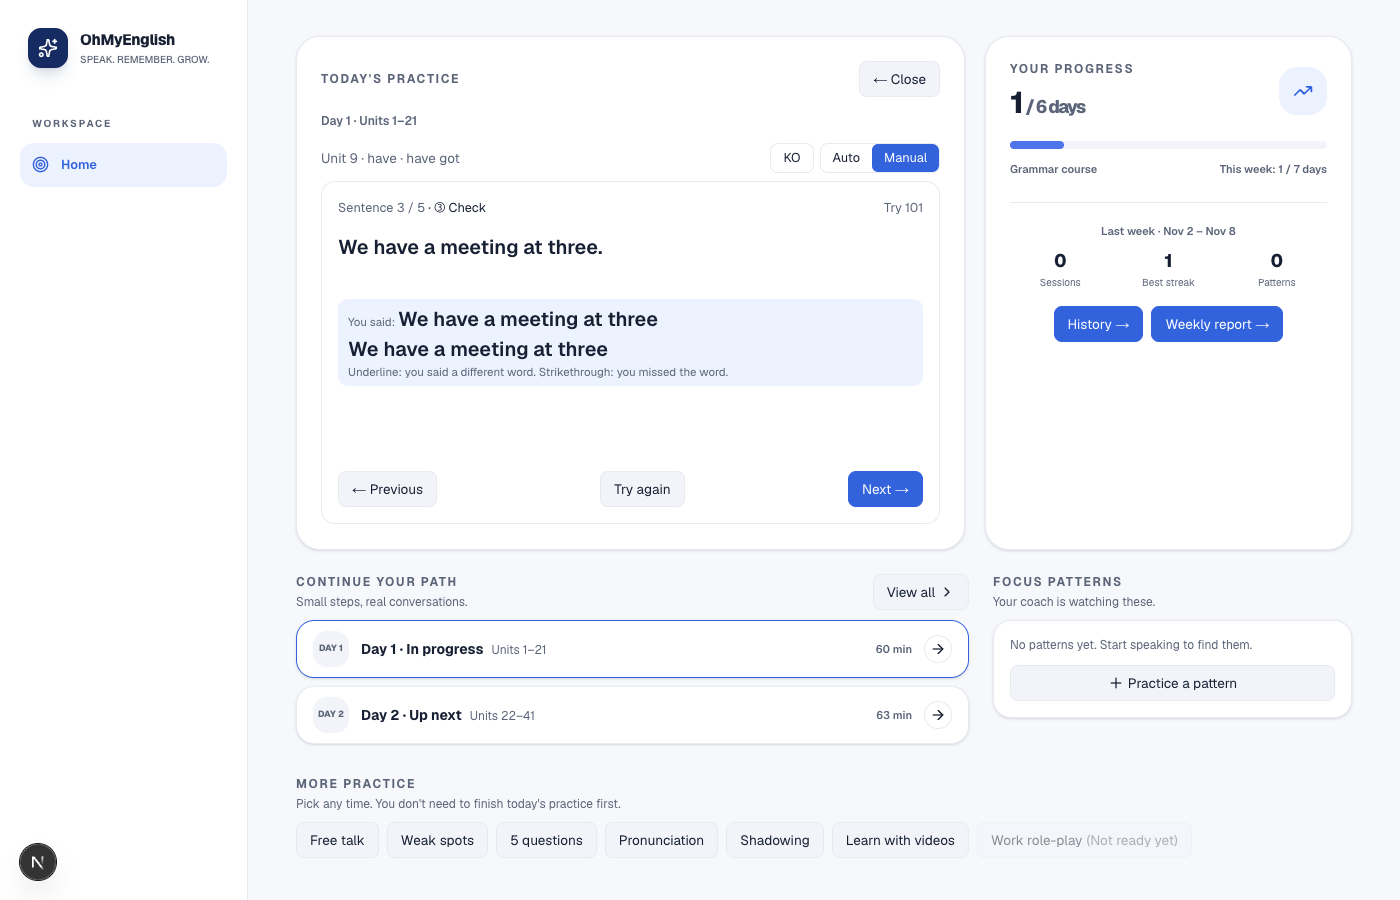 OhMyEnglish
SPEAK. REMEMBER. GROW.
WORKSPACE
Home
TODAY'S PRACTICE
← Close
Day 1 · Units 1–21
Unit 9 · have · have got
KO
Auto
Manual
Sentence 3 / 5 · ③ Check
Try 101
We have a meeting at three.
You said: We have a meeting at three
We have a meeting at three
Underline: you said a different word. Strikethrough: you missed the word.
← Previous
Try again
Next →
YOUR PROGRESS
1 / 6 days
Grammar course
This week: 1 / 7 days
Last week · Nov 2 – Nov 8
0
Sessions
1
Best streak
0
Patterns
History →
Weekly report →
CONTINUE YOUR PATH
Small steps, real conversations.
View all
DAY 1
Day 1 · In progress Units 1–21
60 min
DAY 2
Day 2 · Up next Units 22–41
63 min
FOCUS PATTERNS
Your coach is watching these.
No patterns yet. Start speaking to find them.
+ Practice a pattern
MORE PRACTICE
Pick any time. You don't need to finish today's practice first.
Free talk
Weak spots
5 questions
Pronunciation
Shadowing
Learn with videos
Work role-play (Not ready yet)
N